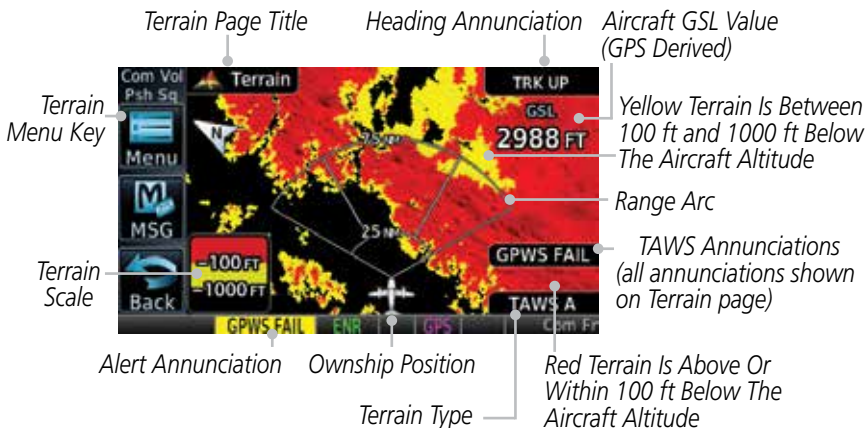 Terrain Page Title
Heading Annunciation
Aircraft GSL Value
(GPS Derived)
Com Vol
Psh Sq
Terrain
TRK UP
GSL
2988 FT
Terrain
Menu Key
Menu
N
75 NM
Yellow Terrain Is Between
100 ft and 1000 ft Below
The Aircraft Altitude
Range Arc
MSG
25 NM
GPWS FAIL
TAWS Annunciations
(all annunciations shown
on Terrain page)
Terrain
Scale
-100 FT
-1000 FT
Back
TAWS A
GPWS FAIL
ENR
GPS
Com Fr
Alert Annunciation
Ownship Position
Red Terrain Is Above Or
Within 100 ft Below The
Aircraft Altitude
Terrain Type